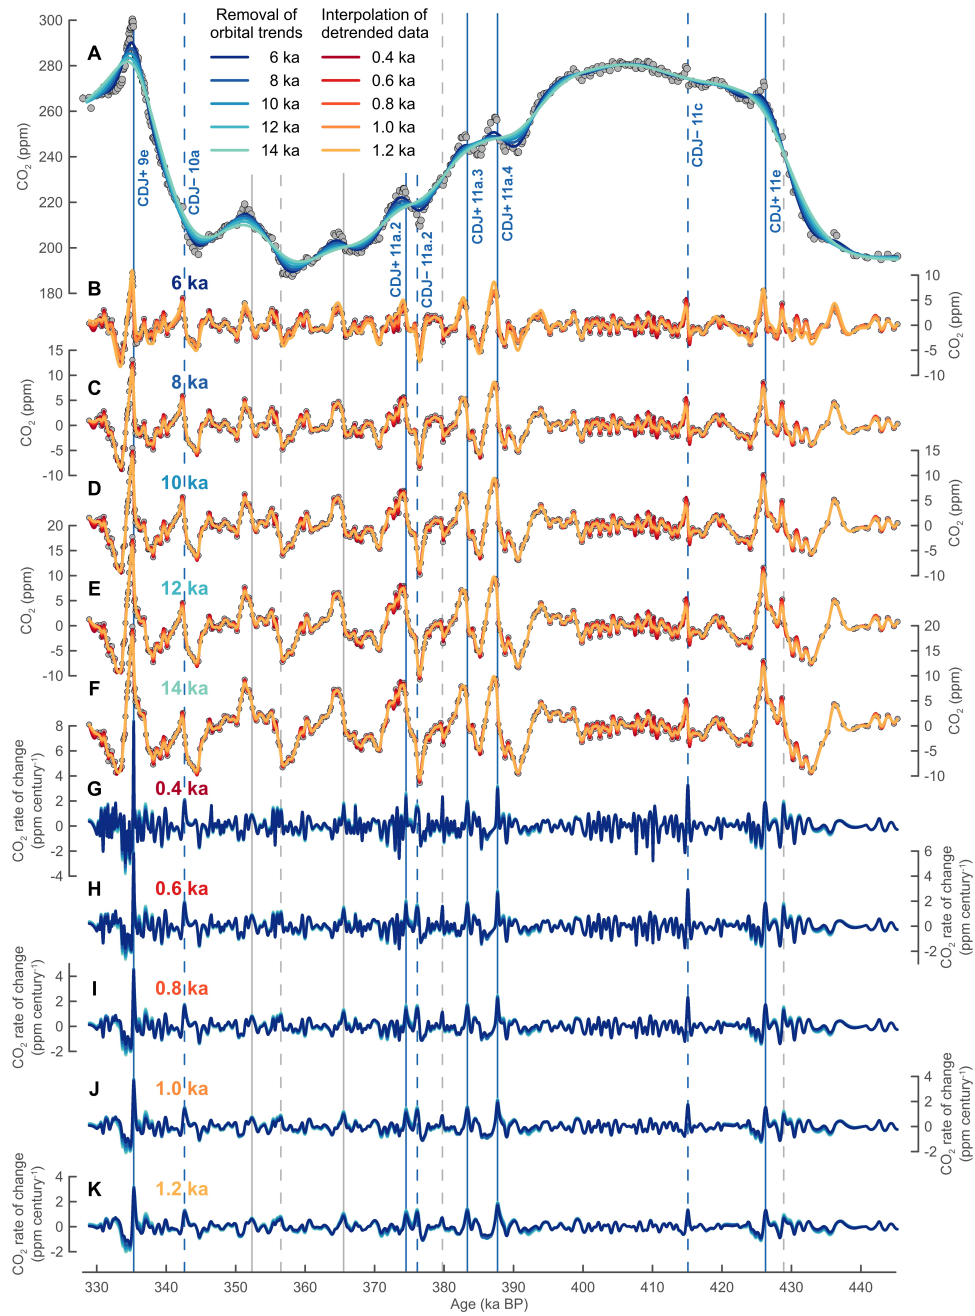 Removal of
orbital trends
Interpolation of
detrended data
6 ka
8 ka
10 ka
12 ka
14 ka
0.4 ka
0.6 ka
0.8 ka
1.0 ka
1.2 ka
A
300
280
260
240
220
200
180
CO₂ (ppm)
CDJ+ 9e
CDJ− 10a
CDJ+ 11a.2
CDJ− 11a.2
CDJ+ 11a.3
CDJ+ 11a.4
CDJ− 11c
CDJ+ 11e
B
6 ka
10
5
0
-5
-10
CO₂ (ppm)
C
8 ka
15
10
5
0
-5
-10
CO₂ (ppm)
D
10 ka
15
10
5
0
-5
-10
CO₂ (ppm)
E
12 ka
20
15
10
5
0
-5
-10
CO₂ (ppm)
F
14 ka
20
15
10
5
0
-5
-10
CO₂ (ppm)
G
0.4 ka
8
6
4
2
0
-2
-4
CO₂ rate of change
(ppm century⁻¹)
H
0.6 ka
6
4
2
0
-2
CO₂ rate of change
(ppm century⁻¹)
I
0.8 ka
4
2
0
-2
CO₂ rate of change
(ppm century⁻¹)
J
1.0 ka
4
2
0
-2
CO₂ rate of change
(ppm century⁻¹)
K
1.2 ka
4
2
0
-2
CO₂ rate of change
(ppm century⁻¹)
330 340 350 360 370 380 390 400 410 420 430 440
Age (ka BP)